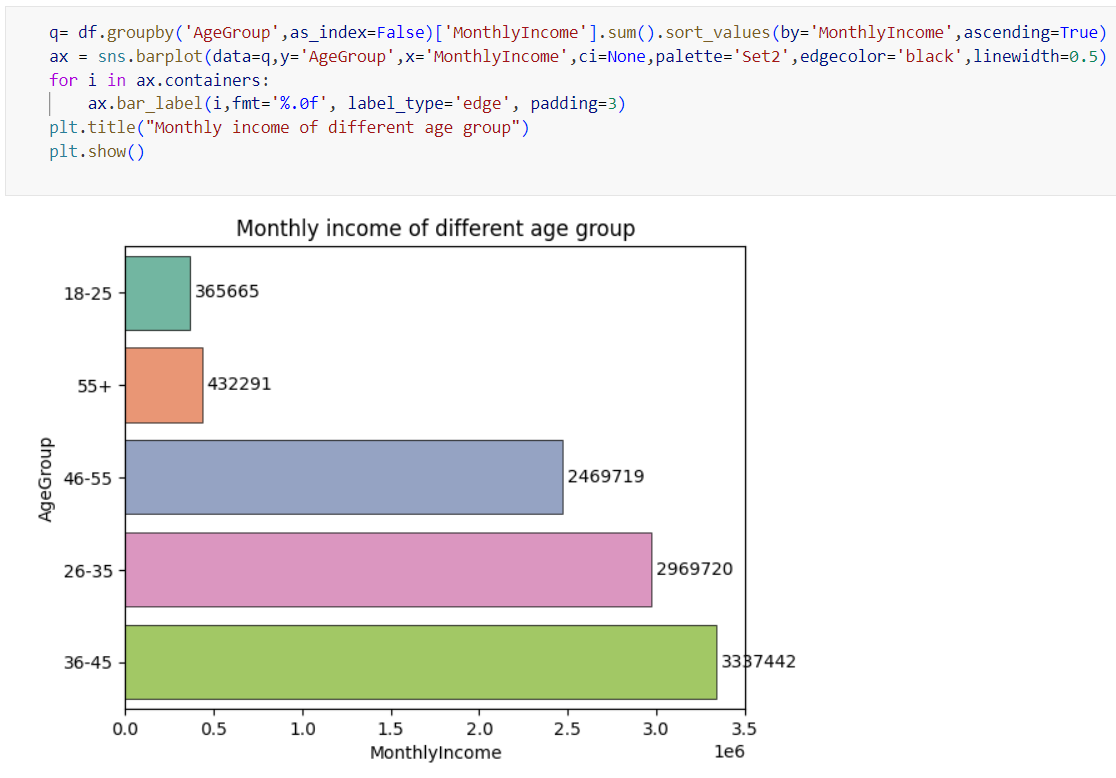 q= df.groupby('AgeGroup',as_index=False)['MonthlyIncome'].sum().sort_values(by='MonthlyIncome',ascending=True)
ax = sns.barplot(data=q,y='AgeGroup',x='MonthlyIncome',ci=None,palette='Set2',edgecolor='black',linewidth=0.5)
for i in ax.containers:
    ax.bar_label(i,fmt='%.0f', label_type='edge', padding=3)
plt.title("Monthly income of different age group")
plt.show()
Monthly income of different age group
18-25 365665
55+ 432291
46-55 2469719
26-35 2969720
36-45 3337442
AgeGroup
0.0 0.5 1.0 1.5 2.0 2.5 3.0 3.5
1e6
MonthlyIncome